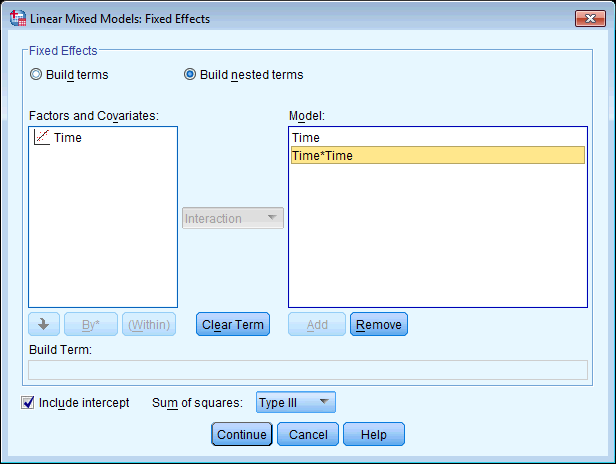 Linear Mixed Models: Fixed Effects
Fixed Effects
Build terms
Build nested terms
Factors and Covariates:
Model:
Time
Time
Time*Time
Interaction
By*
(Within)
Clear Term
Add
Remove
Build Term:
Include intercept
Sum of squares:
Type III
Continue
Cancel
Help